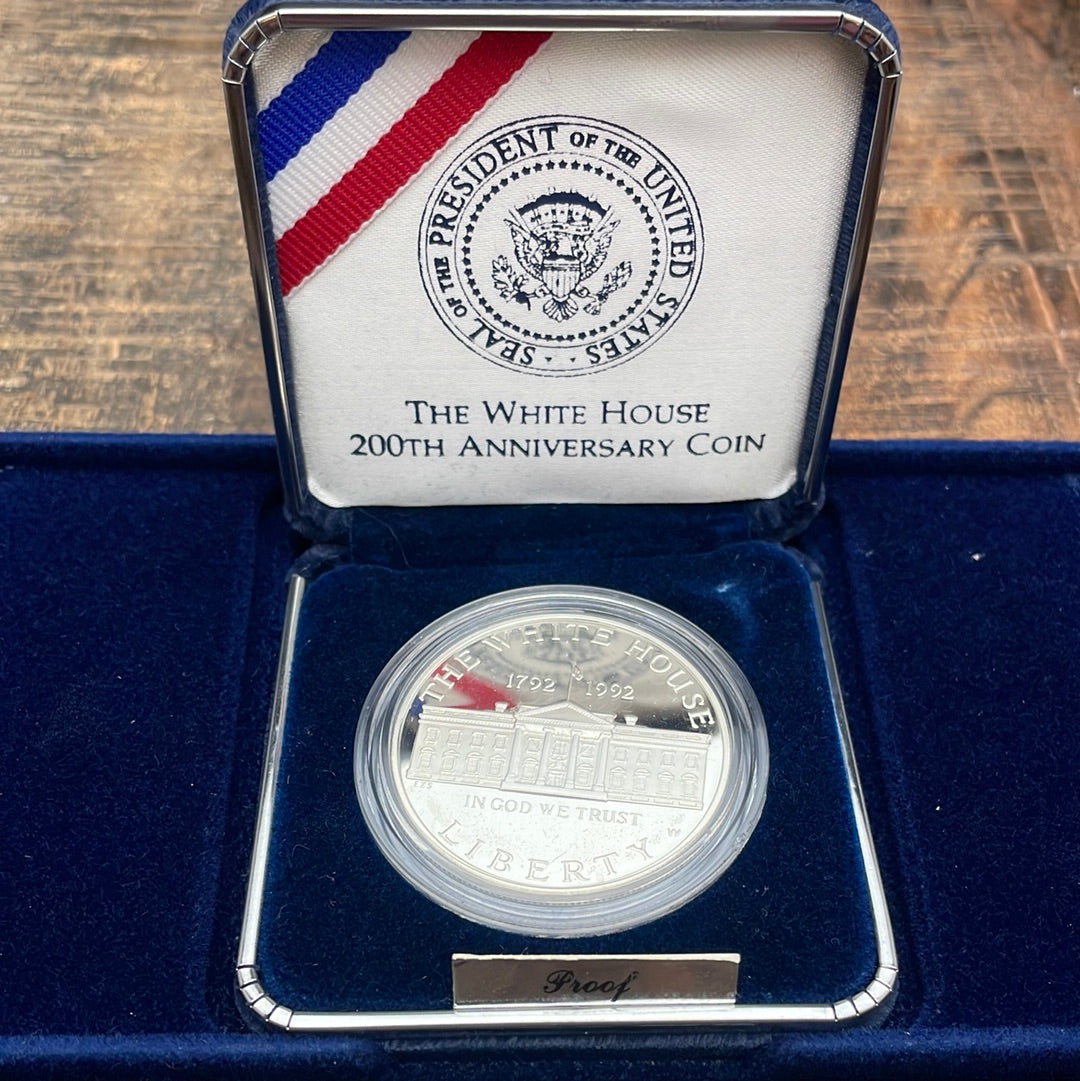 SEAL OF THE PRESIDENT OF THE UNITED STATES
THE WHITE HOUSE
200TH ANNIVERSARY COIN
THE WHITE HOUSE
1792 1992
IN GOD WE TRUST
W
LIBERTY
Proof